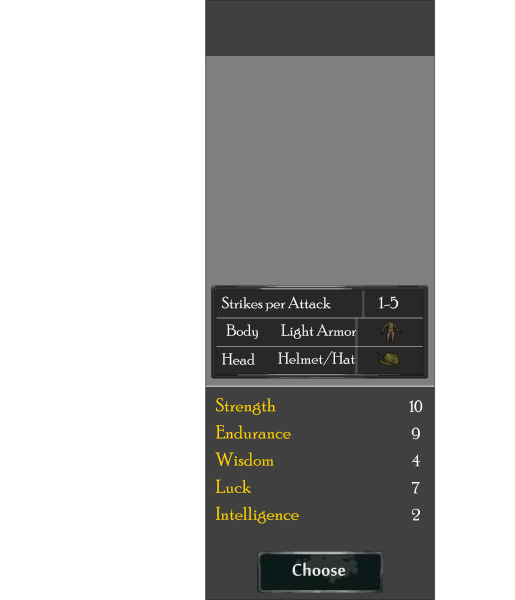 Strikes per Attack 1-5
Body Light Armor
Head Helmet/Hat
Strength 10
Endurance 9
Wisdom 4
Luck 7
Intelligence 2
Choose